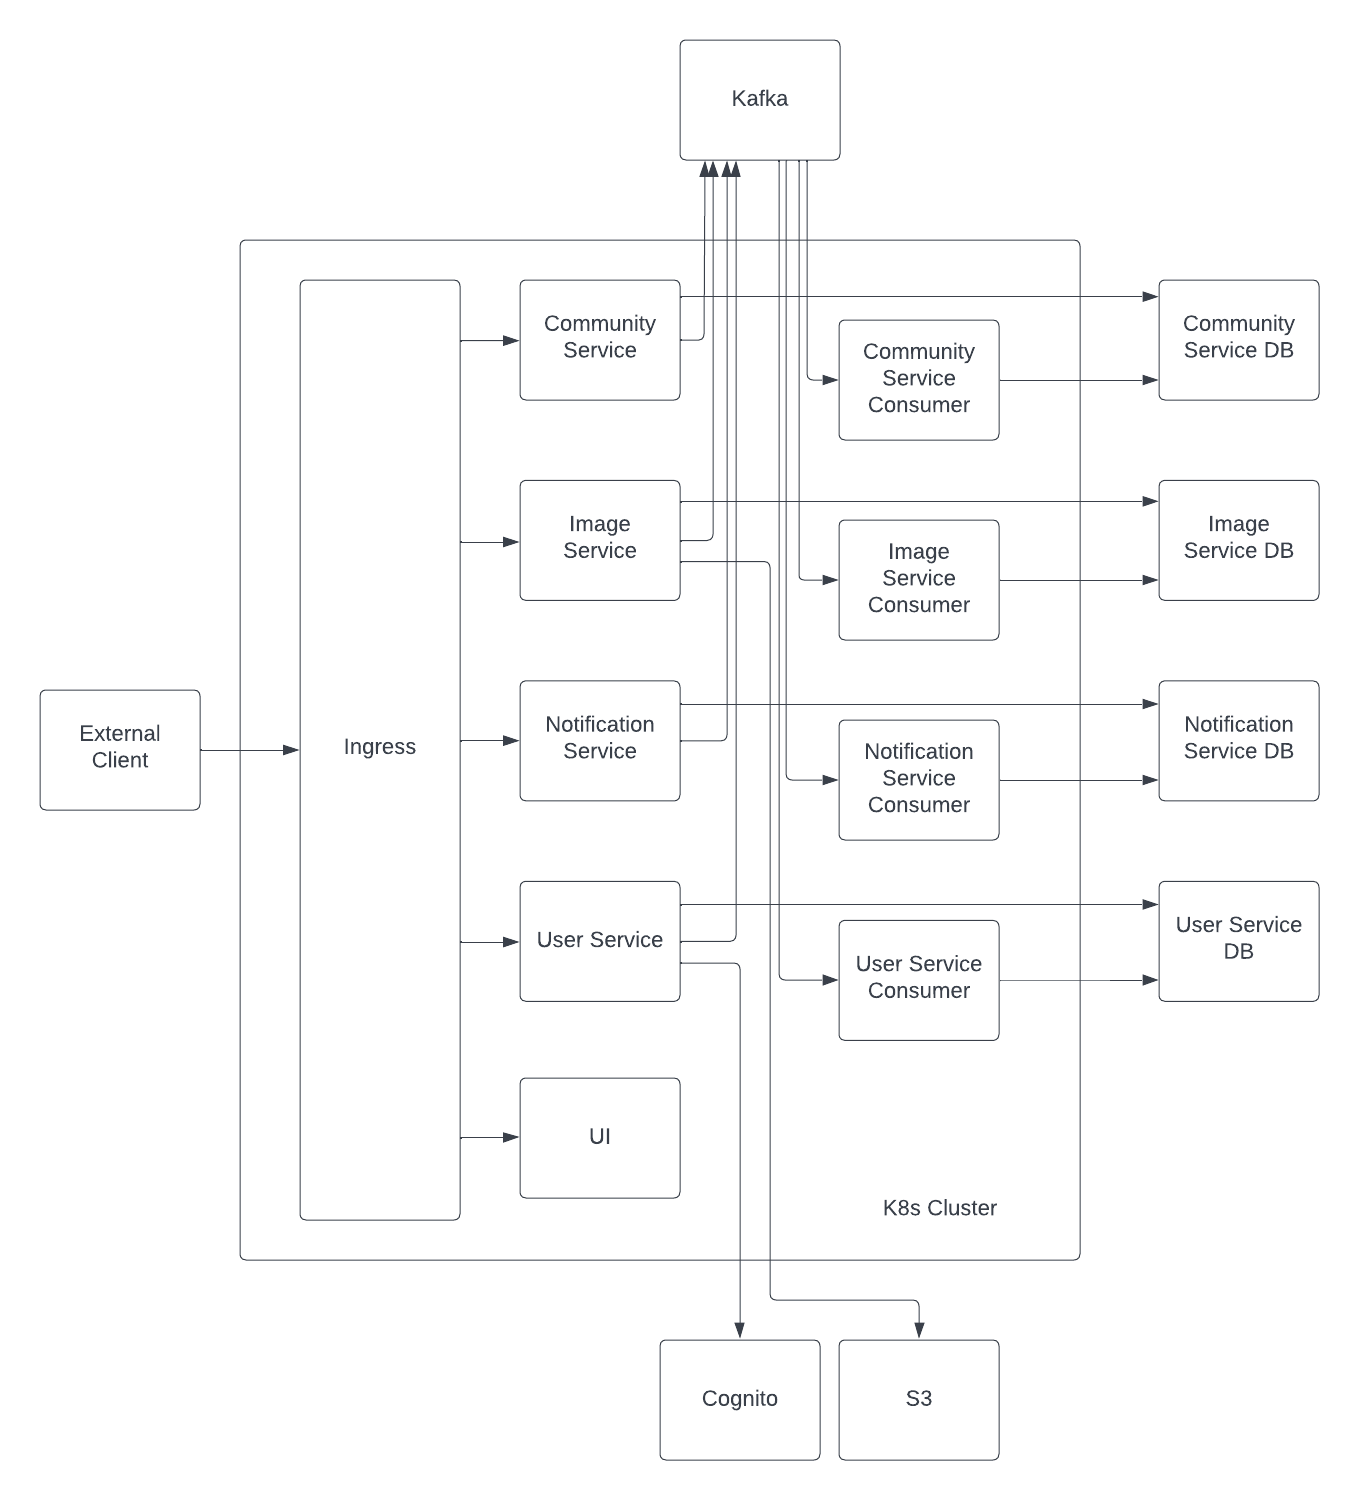 Kafka
Community
Service
Community
Service
Consumer
Community
Service DB
Image
Service
Image
Service
Consumer
Image
Service DB
External
Client
Ingress
Notification
Service
Notification
Service
Consumer
Notification
Service DB
User Service
User Service
Consumer
User Service
DB
UI
K8s Cluster
Cognito
S3